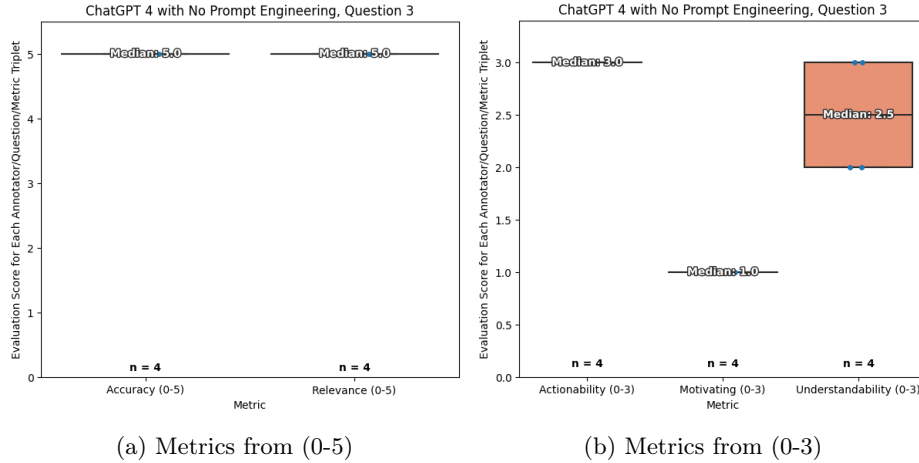 ChatGPT 4 with No Prompt Engineering, Question 3
Evaluation Score for Each Annotator/Question/Metric Triplet
5
4
3
2
1
0
Median: 5.0
Median: 5.0
n = 4
n = 4
Accuracy (0-5)
Relevance (0-5)
Metric
(a) Metrics from (0-5)
ChatGPT 4 with No Prompt Engineering, Question 3
Evaluation Score for Each Annotator/Question/Metric Triplet
3.0
2.5
2.0
1.5
1.0
0.5
0.0
Median: 3.0
Median: 2.5
Median: 1.0
n = 4
n = 4
n = 4
Actionability (0-3)
Motivating (0-3)
Understandability (0-3)
Metric
(b) Metrics from (0-3)